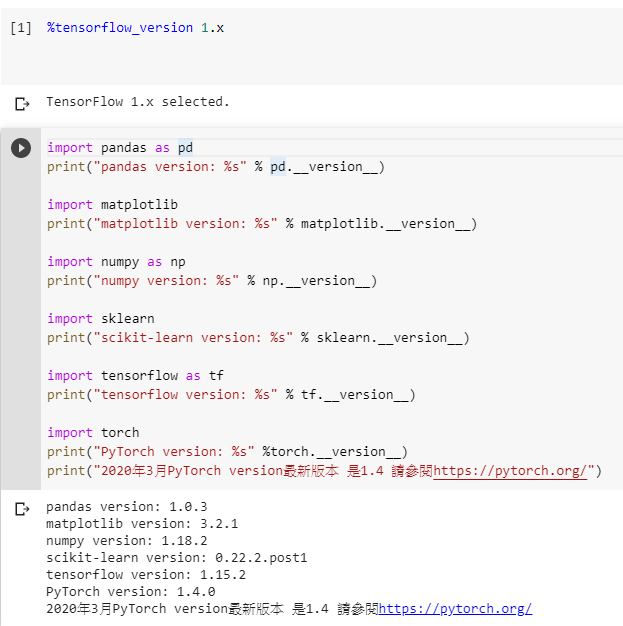 [1] %tensorflow_version 1.x
TensorFlow 1.x selected.
import pandas as pd
print("pandas version: %s" % pd.__version__)
import matplotlib
print("matplotlib version: %s" % matplotlib.__version__)
import numpy as np
print("numpy version: %s" % np.__version__)
import sklearn
print("scikit-learn version: %s" % sklearn.__version__)
import tensorflow as tf
print("tensorflow version: %s" % tf.__version__)
import torch
print("PyTorch version: %s" %torch.__version__)
print("2020年3月PyTorch version最新版本 是1.4 請參閱https://pytorch.org/")
pandas version: 1.0.3
matplotlib version: 3.2.1
numpy version: 1.18.2
scikit-learn version: 0.22.2.post1
tensorflow version: 1.15.2
PyTorch version: 1.4.0
2020年3月PyTorch version最新版本 是1.4 請參閱https://pytorch.org/